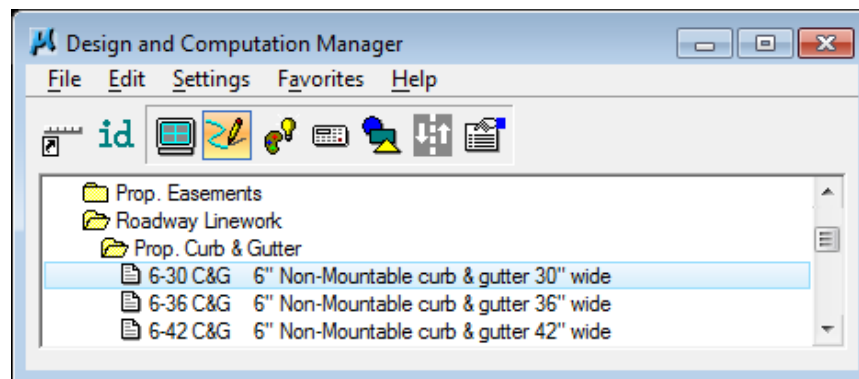 Design and Computation Manager
File Edit Settings Favorites Help
id
Prop. Easements
Roadway Linework
Prop. Curb & Gutter
6-30 C&G 6" Non-Mountable curb & gutter 30" wide
6-36 C&G 6" Non-Mountable curb & gutter 36" wide
6-42 C&G 6" Non-Mountable curb & gutter 42" wide